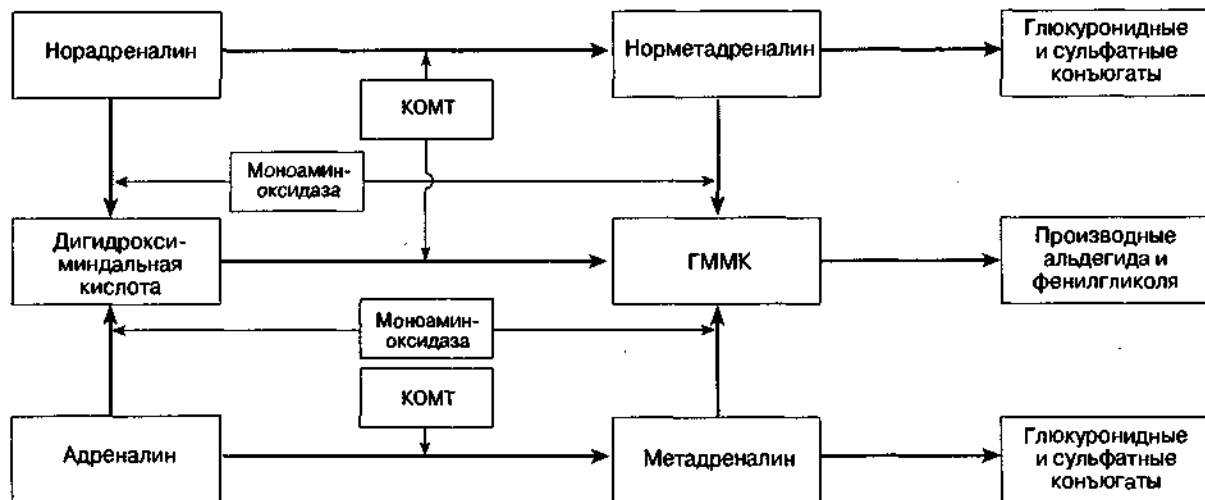 Норадреналин
Норметадреналин
Глюкуронидные
и сульфатные
конъюгаты
КОМТ
Моноамин-
оксидаза
Дигидрокси-
миндальная
кислота
ГММК
Производные
альдегида и
фенилгликоля
Моноамин-
оксидаза
КОМТ
Адреналин
Метадреналин
Глюкуронидные
и сульфатные
конъюгаты